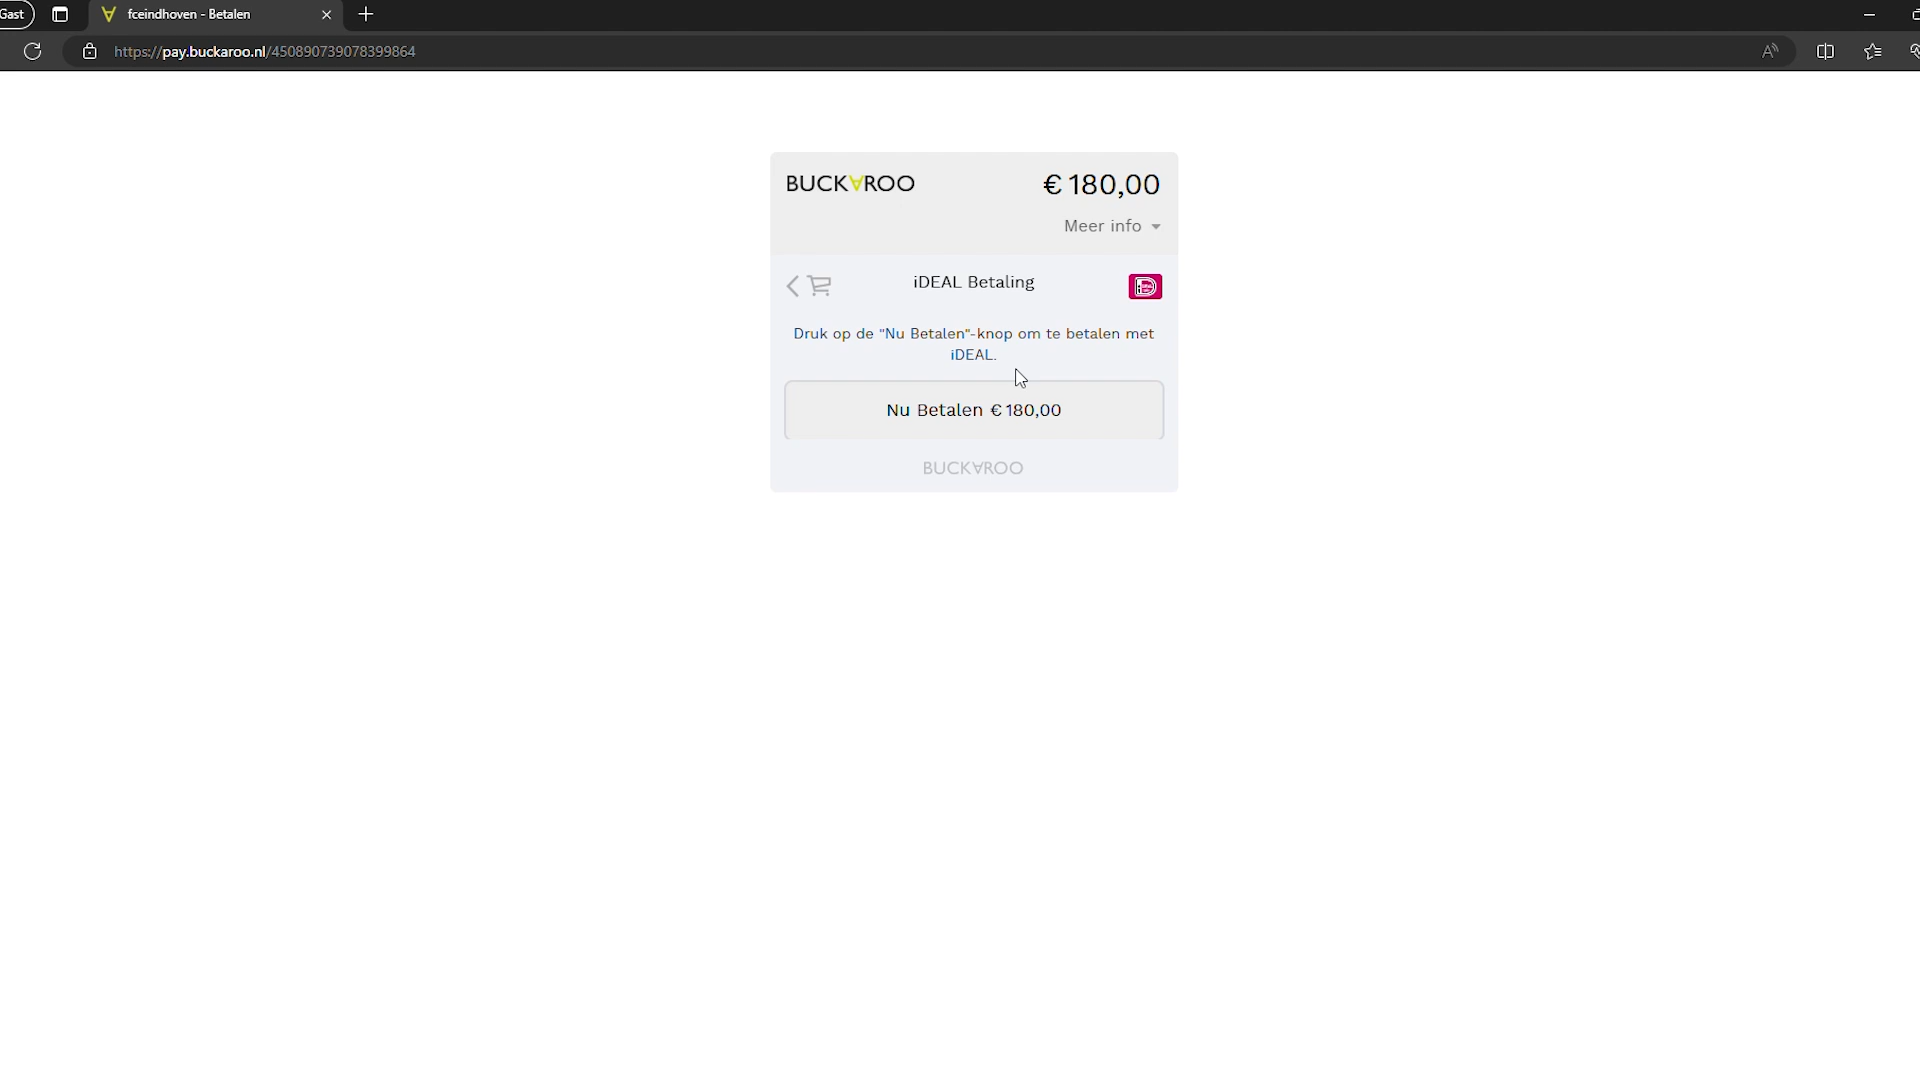 Gast
fceindhoven - Betalen
https://pay.buckaroo.nl/450890739078399864
BUCKAROO
€ 180,00
Meer info
iDEAL Betaling
Druk op de "Nu Betalen"-knop om te betalen met
iDEAL.
Nu Betalen € 180,00
BUCKAROO